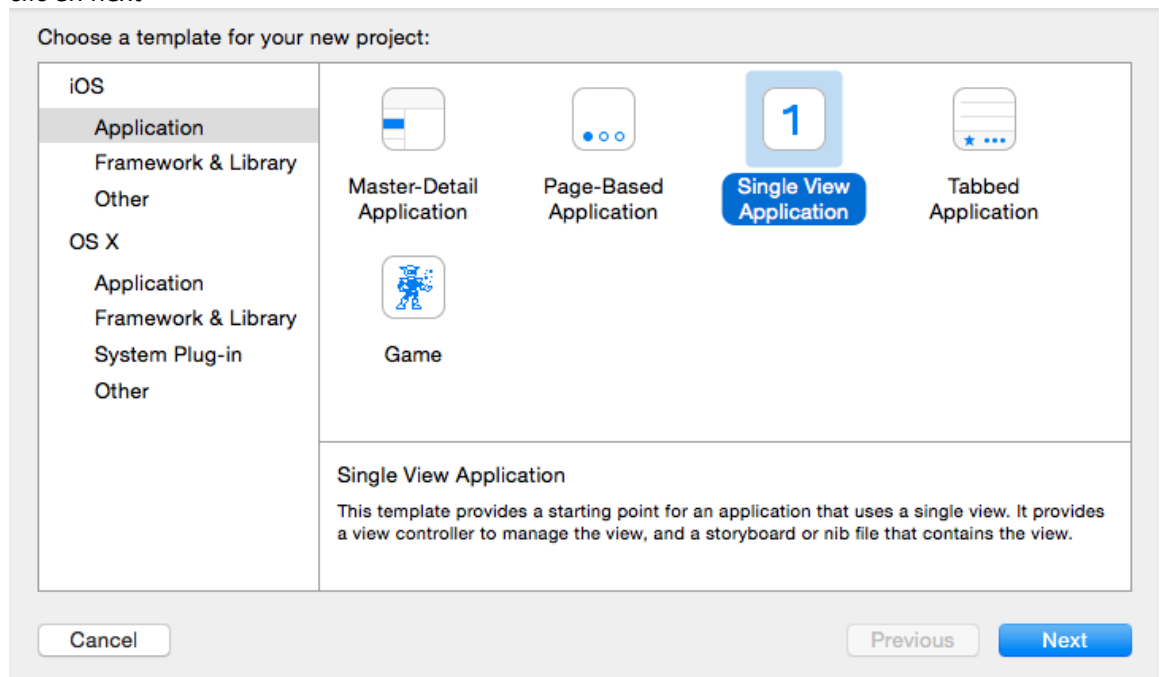 Choose a template for your new project:
iOS
Application
Framework & Library
Other
OS X
Application
Framework & Library
System Plug-in
Other
Master-Detail
Application
Page-Based
Application
1
Single View
Application
Tabbed
Application
Game
Single View Application
This template provides a starting point for an application that uses a single view. It provides
a view controller to manage the view, and a storyboard or nib file that contains the view.
Cancel
Previous
Next